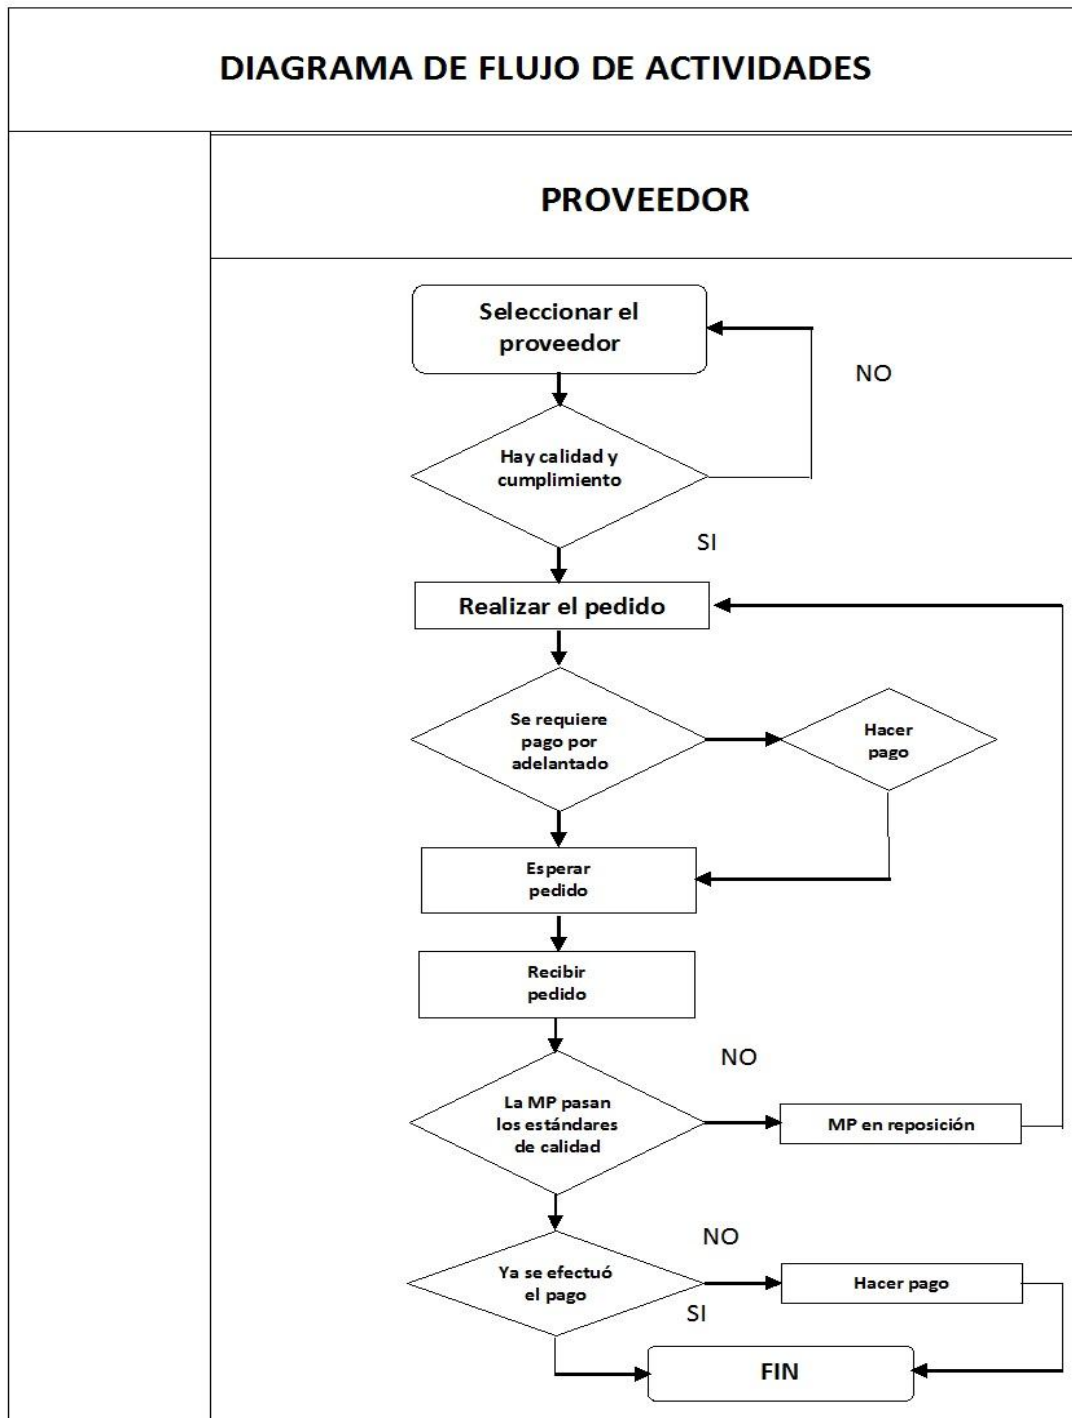 DIAGRAMA DE FLUJO DE ACTIVIDADES
PROVEEDOR
Seleccionar el
proveedor
NO
Hay calidad y
cumplimiento
SI
Realizar el pedido
Se requiere
pago por
adelantado
Hacer
pago
Esperar
pedido
Recibir
pedido
NO
La MP pasan
los estándares
de calidad
MP en reposición
NO
Ya se efectuó
el pago
Hacer pago
SI
FIN